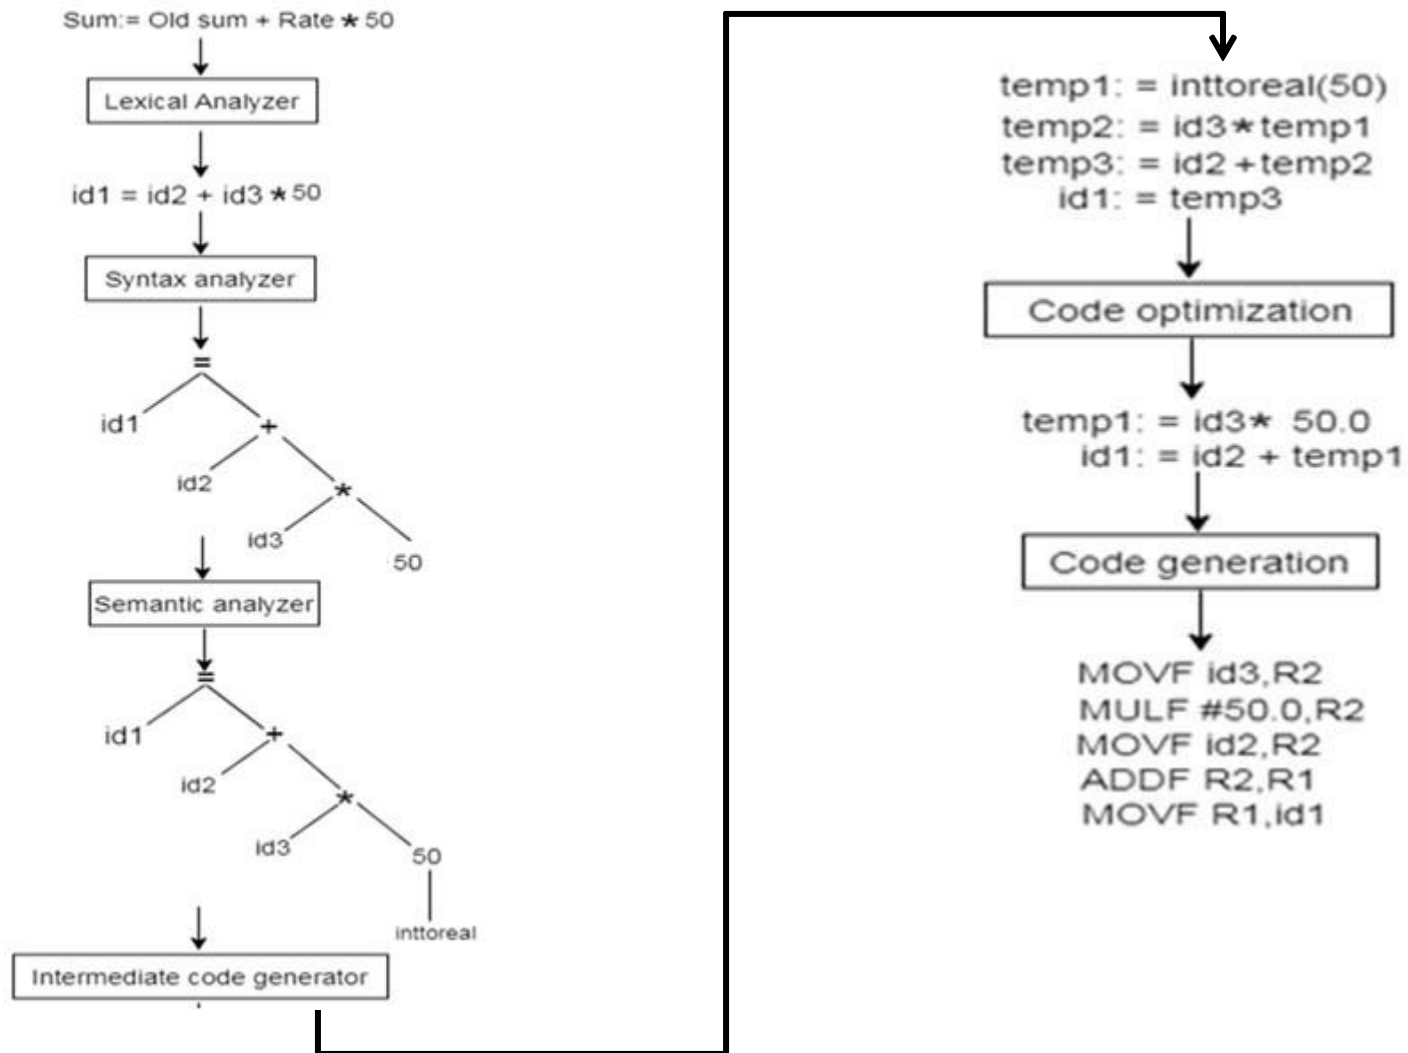 Sum:= Old sum + Rate * 50
Lexical Analyzer
id1 = id2 + id3 * 50
Syntax analyzer
=
id1
+
id2
*
id3
50
Semantic analyzer
=
id1
+
id2
*
id3
50
inttoreal
Intermediate code generator
temp1: = inttoreal(50)
temp2: = id3*temp1
temp3: = id2 +temp2
id1: = temp3
Code optimization
temp1: = id3* 50.0
id1: = id2 + temp1
Code generation
MOVF id3,R2
MULF #50.0,R2
MOVF id2,R2
ADDF R2,R1
MOVF R1,id1